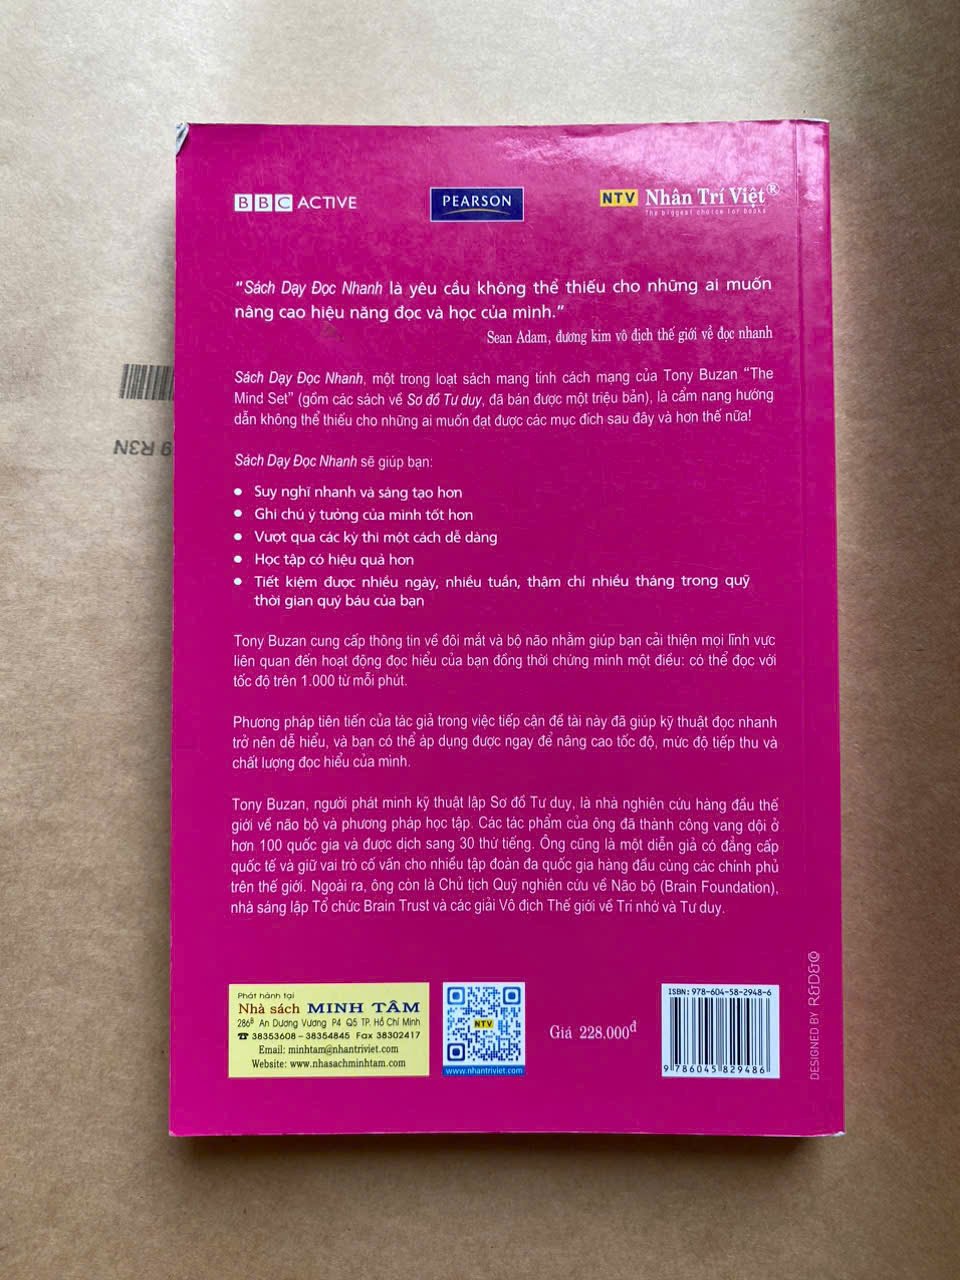 BBC ACTIVE
PEARSON
NTV Nhân Trí Việt®
The biggest choice for books
"Sách Dạy Đọc Nhanh là yêu cầu không thể thiếu cho những ai muốn
nâng cao hiệu năng đọc và học của mình."
Sean Adam, đương kim vô địch thế giới về đọc nhanh
Sách Dạy Đọc Nhanh, một trong loạt sách mang tính cách mạng của Tony Buzan "The
Mind Set" (gồm các sách về Sơ đồ Tư duy, đã bán được một triệu bản), là cẩm nang hướng
dẫn không thể thiếu cho những ai muốn đạt được các mục đích sau đây và hơn thế nữa!
Sách Dạy Đọc Nhanh sẽ giúp bạn:
• Suy nghĩ nhanh và sáng tạo hơn
• Ghi chú ý tưởng của mình tốt hơn
• Vượt qua các kỳ thi một cách dễ dàng
• Học tập có hiệu quả hơn
• Tiết kiệm được nhiều ngày, nhiều tuần, thậm chí nhiều tháng trong quỹ
thời gian quý báu của bạn
Tony Buzan cung cấp thông tin về đôi mắt và bộ não nhằm giúp bạn cải thiện mọi lĩnh vực
liên quan đến hoạt động đọc hiểu của bạn đồng thời chứng minh một điều: có thể đọc với
tốc độ trên 1.000 từ mỗi phút.
Phương pháp tiên tiến của tác giả trong việc tiếp cận đề tài này đã giúp kỹ thuật đọc nhanh
trở nên dễ hiểu, và bạn có thể áp dụng được ngay để nâng cao tốc độ, mức độ tiếp thu và
chất lượng đọc hiểu của mình.
Tony Buzan, người phát minh kỹ thuật lập Sơ đồ Tư duy, là nhà nghiên cứu hàng đầu thế
giới về não bộ và phương pháp học tập. Các tác phẩm của ông đã thành công vang dội ở
hơn 100 quốc gia và được dịch sang 30 thứ tiếng. Ông cũng là một diễn giả có đẳng cấp
quốc tế và giữ vai trò cố vấn cho nhiều tập đoàn đa quốc gia hàng đầu cùng các chính phủ
trên thế giới. Ngoài ra, ông còn là Chủ tịch Quỹ nghiên cứu về Não bộ (Brain Foundation),
nhà sáng lập Tổ chức Brain Trust và các giải Vô địch Thế giới về Trí nhớ và Tư duy.
Phát hành tại
Nhà sách MINH TÂM
286B An Dương Vương P4 Q5 TP. Hồ Chí Minh
☎ 38353608 – 38354845 Fax 38302417
Email: minhtam@nhantriviet.com
Website: www.nhasachminhtam.com
NTV
www.nhantriviet.com
Giá 228.000đ
ISBN: 978-604-58-2948-6
9 786045 829486
DESIGNED BY R&D&©
9 R3N